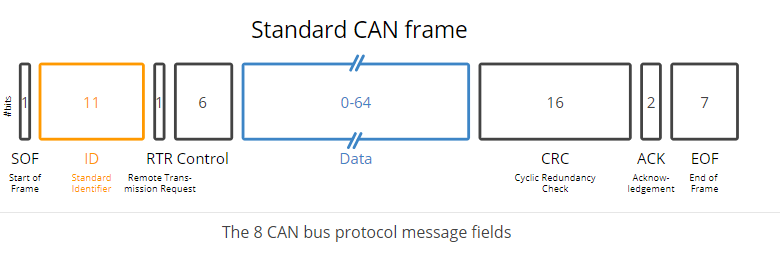 Standard CAN frame
#bits
1
11
1
6
0-64
16
2
7
SOF
ID
RTR
Control
Data
CRC
ACK
EOF
Start of
Frame
Standard
Identifier
Remote Trans-
mission Request
Cyclic Redundancy
Check
Acknow-
ledgement
End of
Frame
The 8 CAN bus protocol message fields